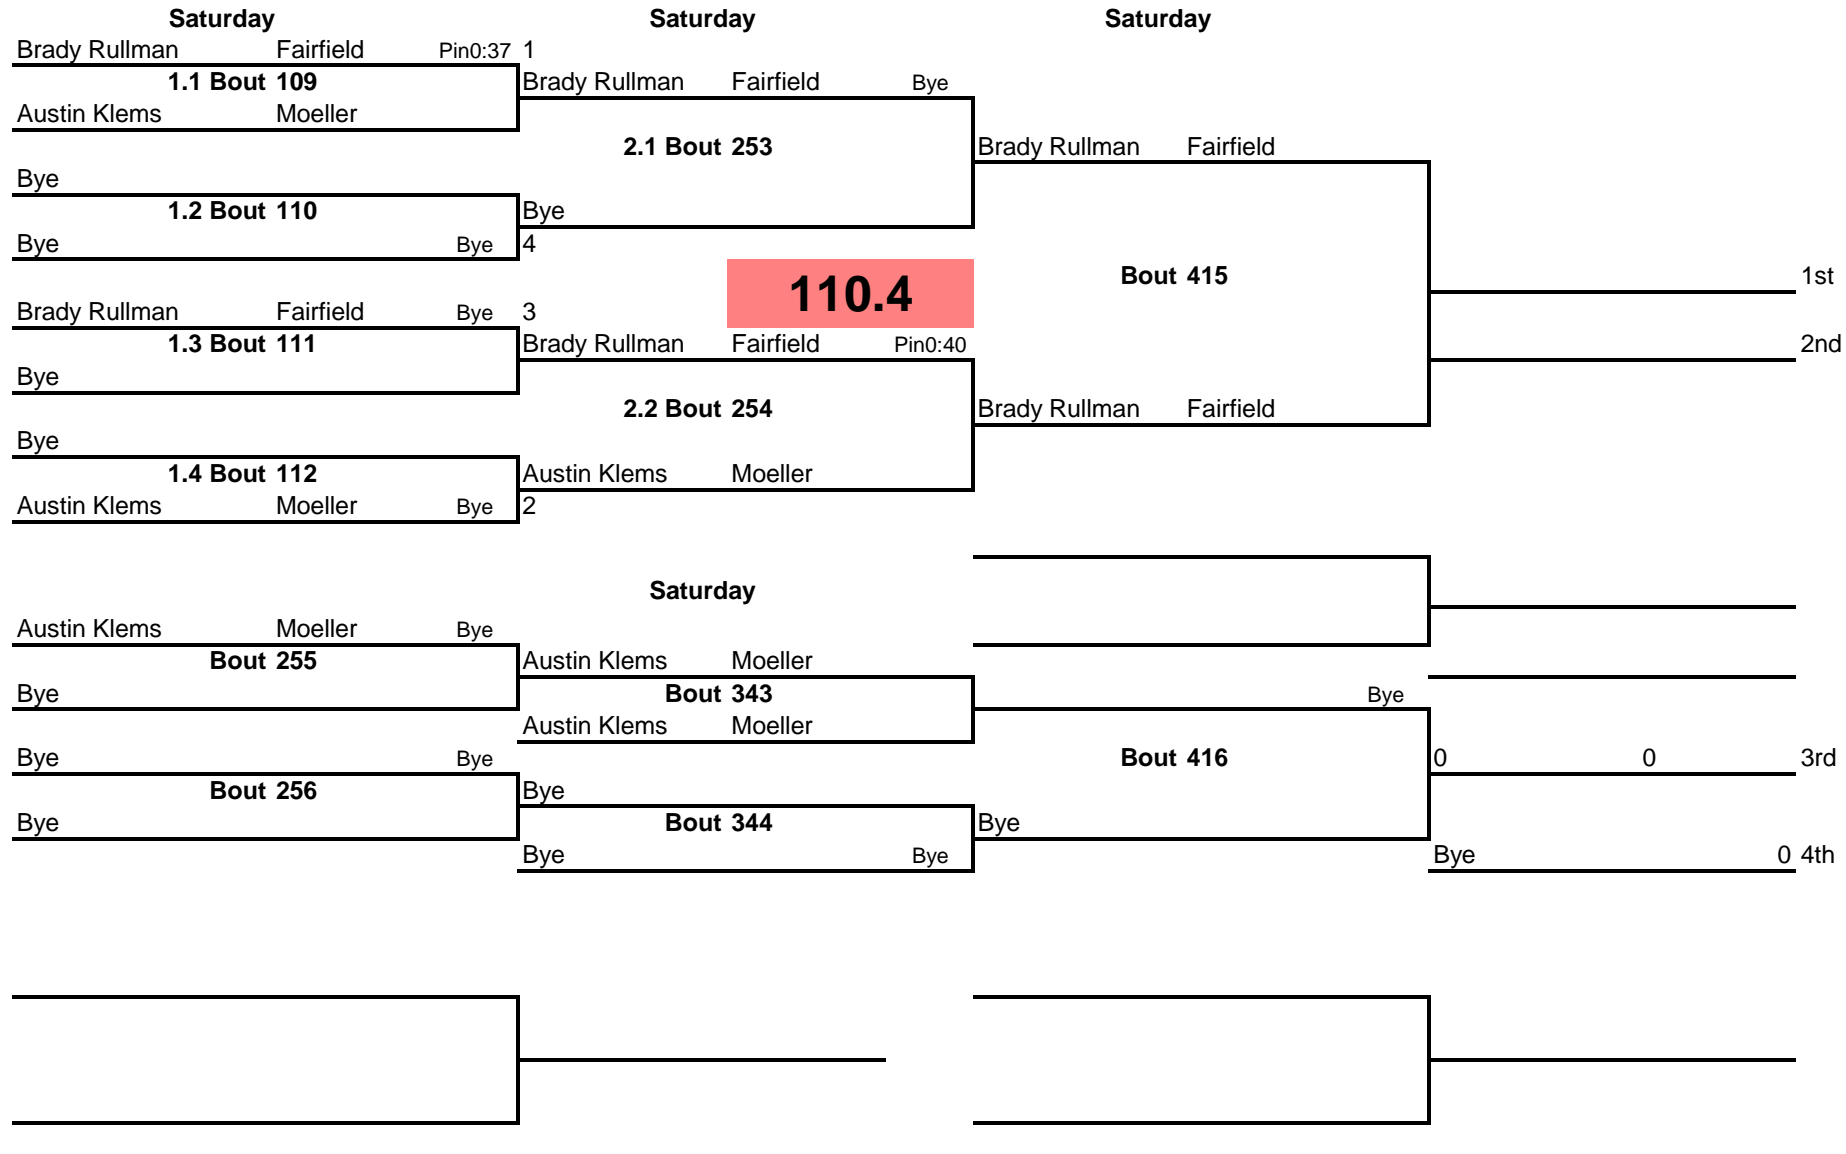 Saturday Saturday Saturday
Brady Rullman Fairfield Pin0:37 1
1.1 Bout 109 Brady Rullman Fairfield Bye
Austin Klems Moeller
2.1 Bout 253 Brady Rullman Fairfield
Bye
1.2 Bout 110 Bye
Bye Bye 4
110.4 Bout 415 1st
Brady Rullman Fairfield Bye 3
1.3 Bout 111 Brady Rullman Fairfield Pin0:40 2nd
Bye
2.2 Bout 254 Brady Rullman Fairfield
Bye
1.4 Bout 112 Austin Klems Moeller
Austin Klems Moeller Bye 2
Saturday
Austin Klems Moeller Bye
Bout 255 Austin Klems Moeller
Bye Bout 343 Bye
Austin Klems Moeller
Bye Bye Bout 416 0 0 3rd
Bout 256 Bye
Bye Bout 344 Bye
Bye Bye Bye 0 4th